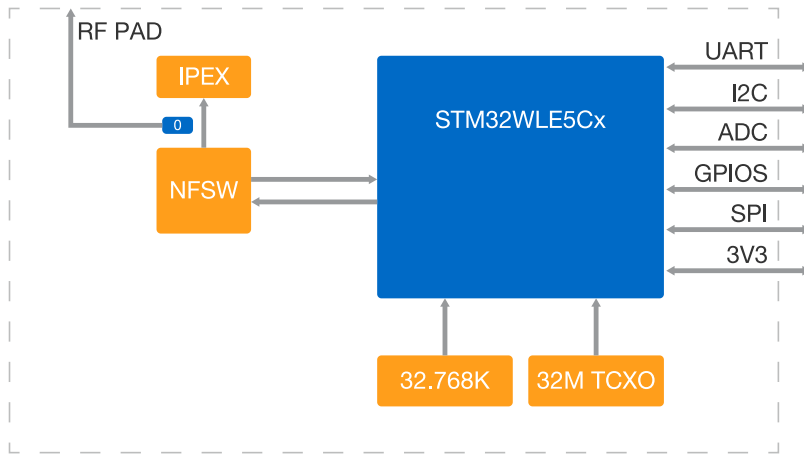 RF PAD
IPEX
0
NFSW
STM32WLE5Cx
UART
I2C
ADC
GPIOS
SPI
3V3
32.768K
32M TCXO